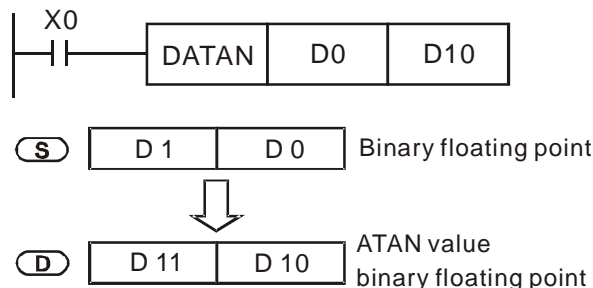 X0
DATAN D0 D10
S D 1 D 0 Binary floating point
D D 11 D 10 ATAN value
binary floating point